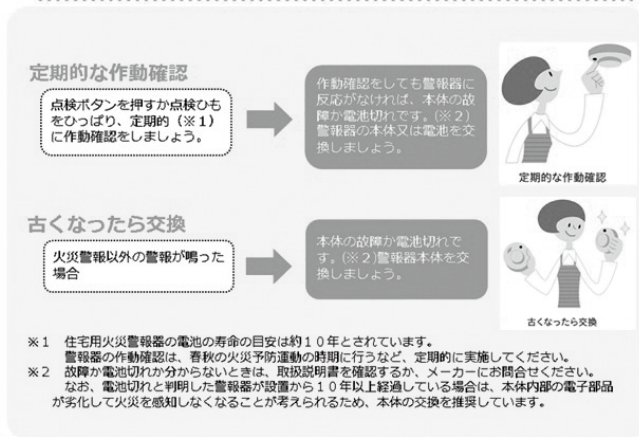 定期的な作動確認
点検ボタンを押すか点検ひも
をひっぱり、定期的（※１）
に作動確認をしましょう。
作動確認をしても警報器に
反応がなければ、本体の故
障か電池切れです。(※２)
警報器の本体又は電池を交
換しましょう。
定期的な作動確認
古くなったら交換
火災警報以外の警報が鳴った
場合
本体の故障か電池切れで
す。(※２)警報器本体を交
換しましょう。
古くなったら交換
※１　住宅用火災警報器の電池の寿命の目安は約１０年とされています。
警報器の作動確認は、春秋の火災予防運動の時期に行うなど、定期的に実施してください。
※２　故障か電池切れか分からないときは、取扱説明書を確認するか、メーカーにお問合せください。
なお、電池切れと判明した警報器が設置から１０年以上経過している場合は、本体内部の電子部品
が劣化して火災を感知しなくなることが考えられるため、本体の交換を推奨しています。